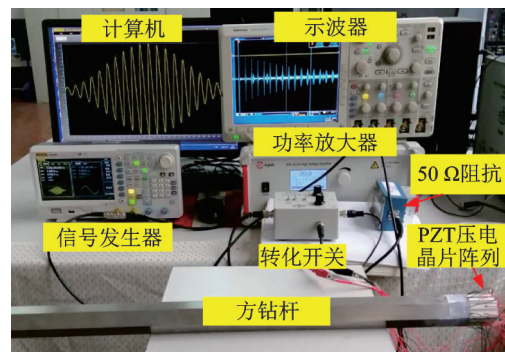 计算机
示波器
功率放大器
50 Ω阻抗
信号发生器
转化开关
PZT压电
晶片阵列
方钻杆